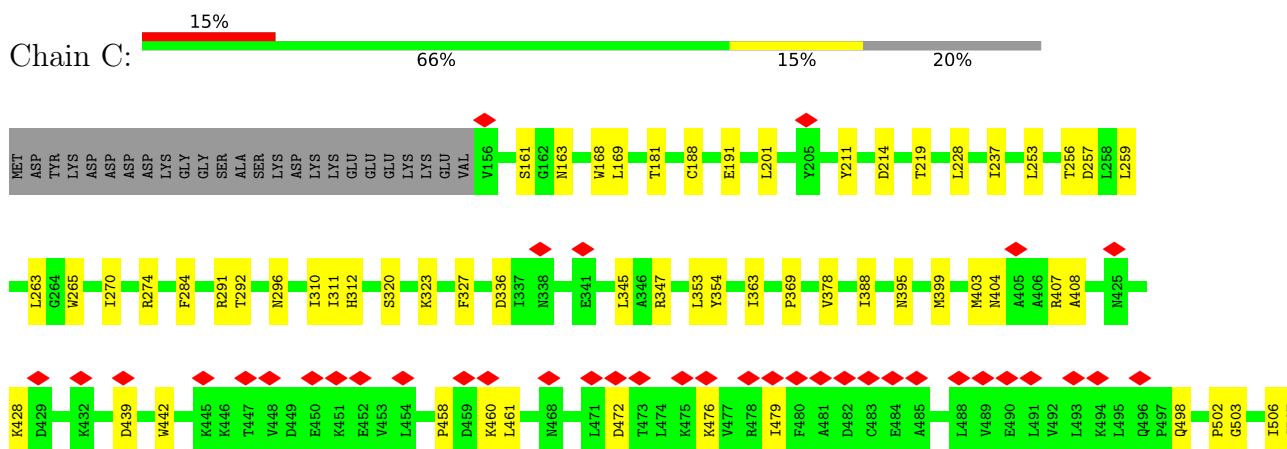 15%
Chain C:
66% 15% 20%
MET ASP TYR LYS ASP ASP ASP ASP LYS GLY GLY SER ALA SER LYS ASP LYS LYS GLU GLU GLU LYS LYS GLY VAL V156 S161 G162 N163 W168 L169 T181 C188 E191 L201 Y205 Y211 D214 T219 L228 I237 L253 T256 D257 L258 L259
L263 G264 W265 I270 R274 F284 R291 T292 N296 I310 I311 H312 S320 K323 F327 D336 I337 N338 E341 L345 A346 R347 L353 Y354 I363 P369 V378 I388 N395 M399 M403 N404 A405 A406 R407 A408 N425
K428 D429 K432 D439 W442 K445 K446 T447 V448 D449 E450 K451 E452 V453 L454 P458 D459 K460 L461 N468 L471 D472 T473 L474 K475 K476 V477 R478 I479 F480 A481 D482 C483 E484 A485 L488 V489 E490 L491 V492 L493 K494 L495 Q496 P497 Q498 P502 G503 I506